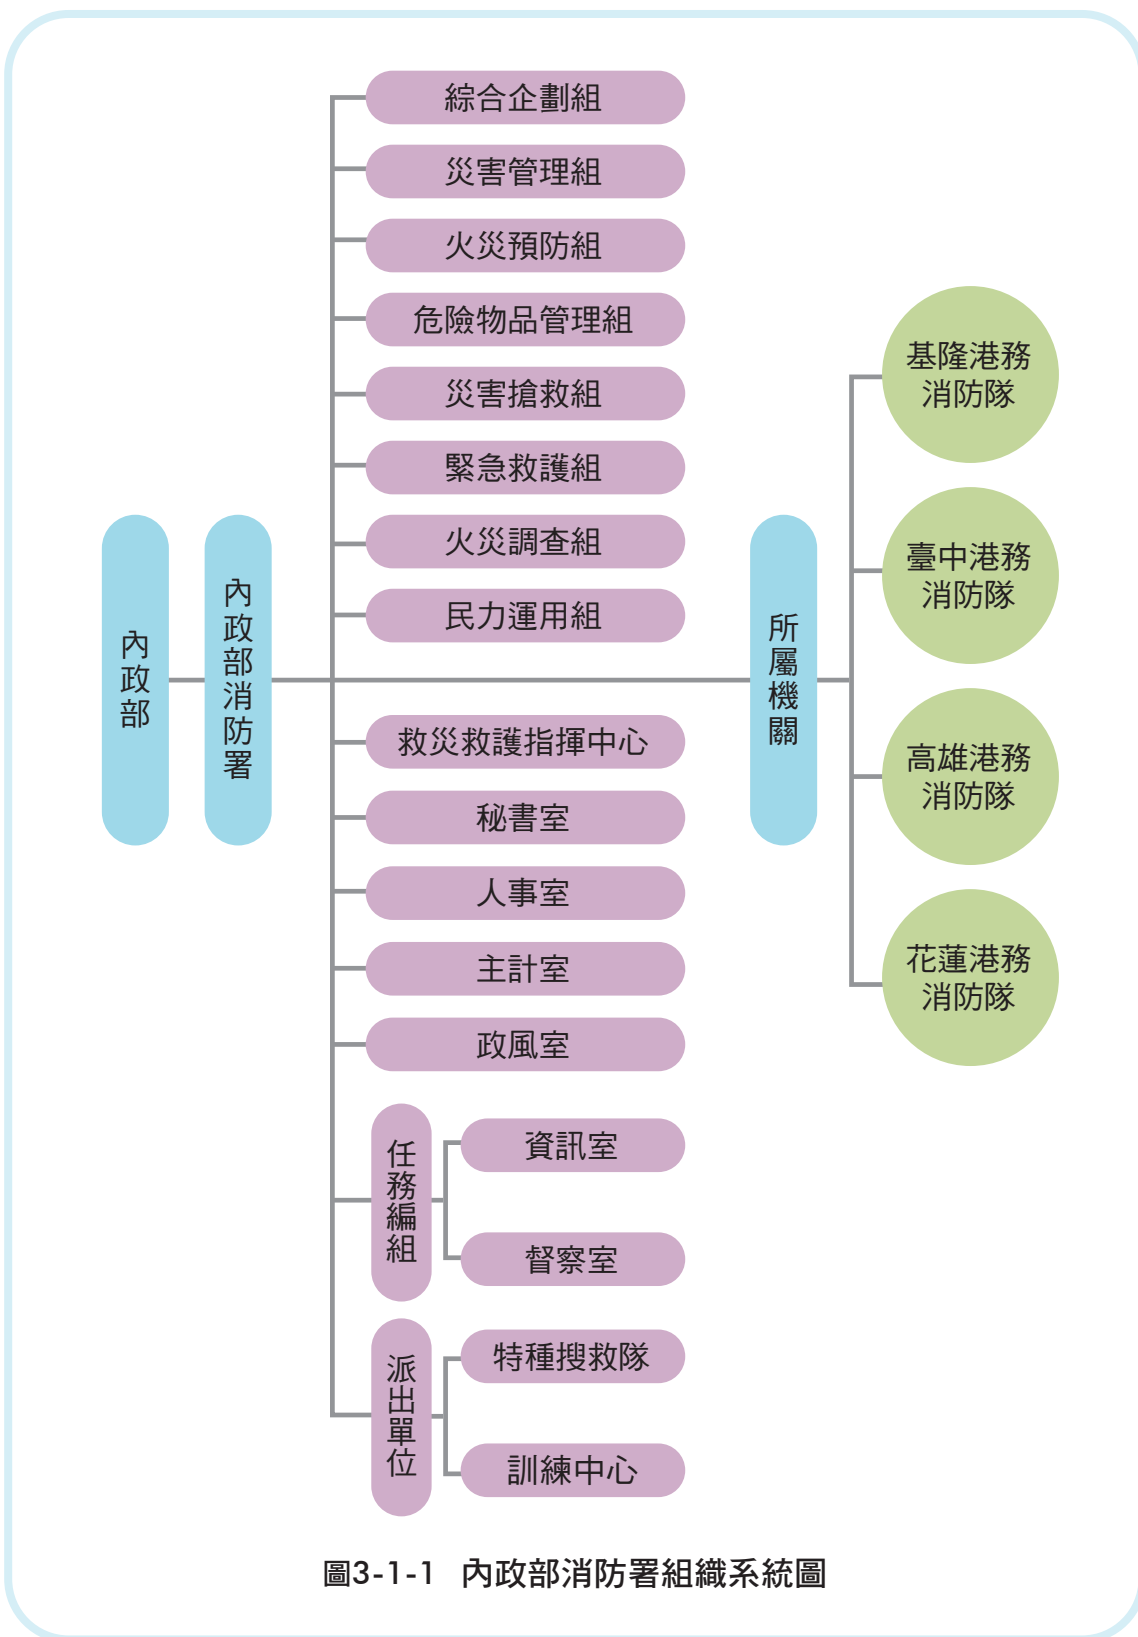 綜合企劃組
災害管理組
火災預防組
危險物品管理組
災害搶救組
緊急救護組
火災調查組
民力運用組
內政部
內政部消防署
所屬機關
基隆港務
消防隊
臺中港務
消防隊
高雄港務
消防隊
花蓮港務
消防隊
救災救護指揮中心
秘書室
人事室
主計室
政風室
任務編組
資訊室
督察室
派出單位
特種搜救隊
訓練中心
圖3-1-1 內政部消防署組織系統圖